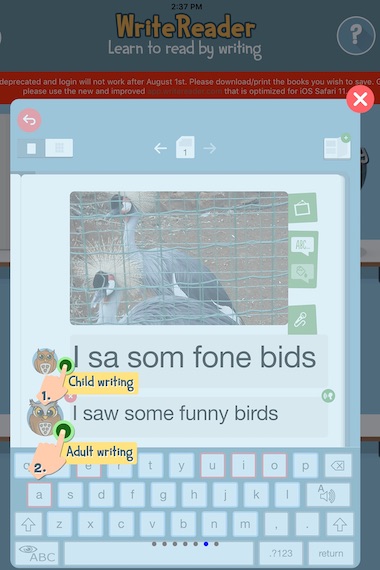 2:37 PM
WriteReader
Learn to read by writing
?
deprecated and login will not work after August 1st. Please download/print the books you wish to save.
please use the new and improved that is optimized for iOS Safari 11
1
ABC...
I sa som fone bids
1. Child writing
I saw some funny birds
2. Adult writing
e r t y u i o p
a s d f g h j k l A
z x c v b n m , .
ABC .?123 return